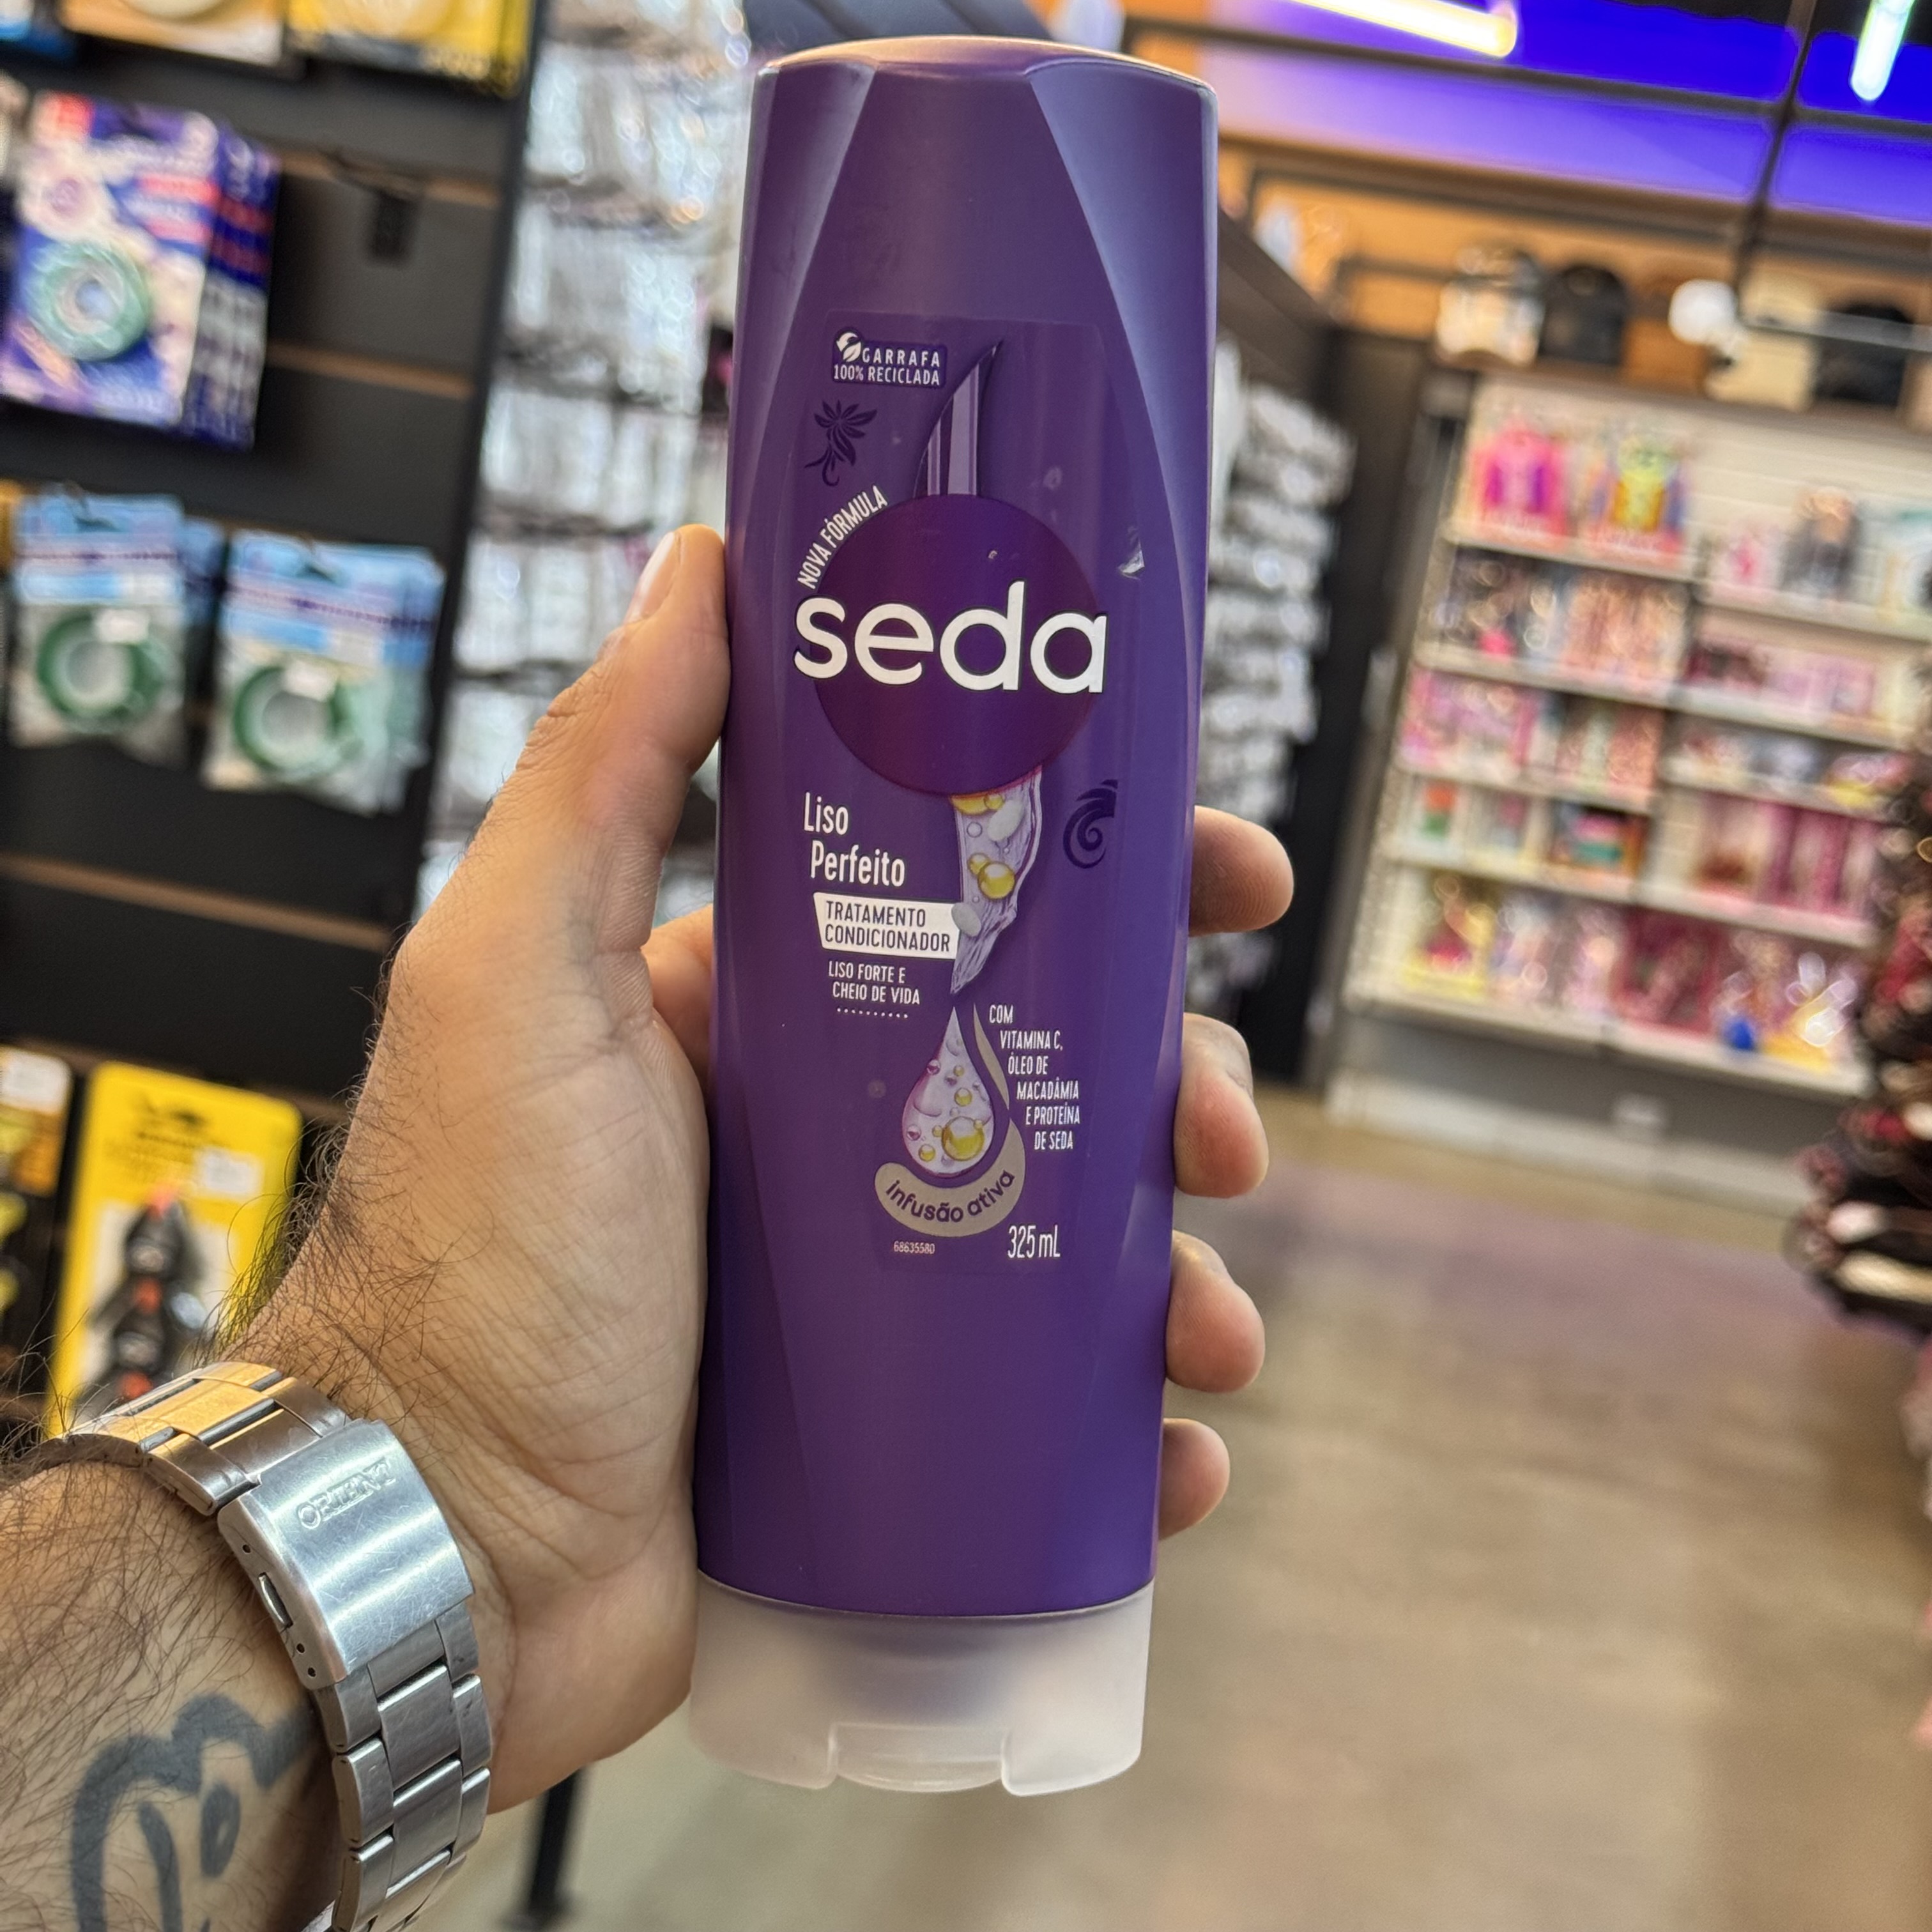 GARRAFA
100% RECICLADA
NOVA FÓRMULA
seda
Liso
Perfeito
TRATAMENTO
CONDICIONADOR
LISO FORTE E
CHEIO DE VIDA
COM
VITAMINA C,
ÓLEO DE
MACADÂMIA
E PROTEÍNA
DE SEDA
infusão ativa
68635580
325 mL
ORIENT